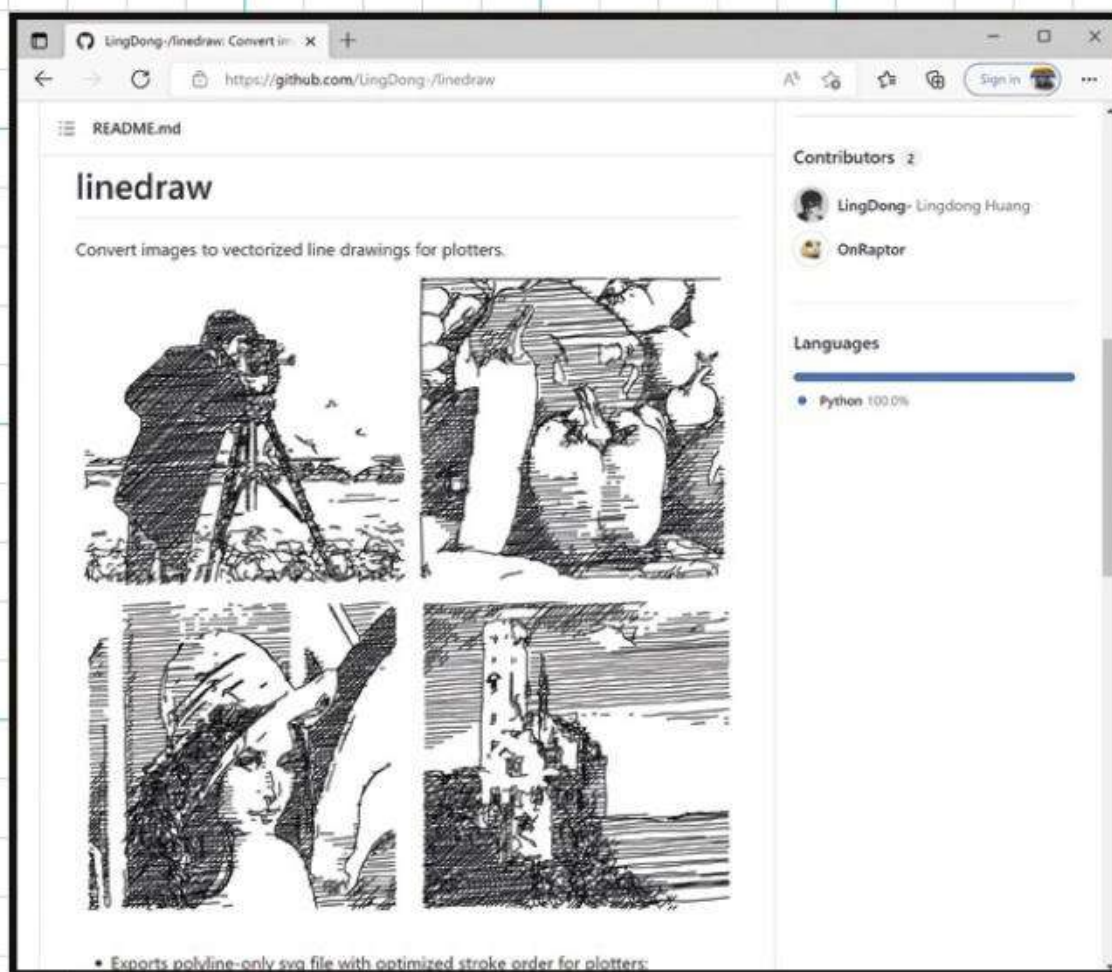 LingDong-/linedraw: Convert im
https://github.com/LingDong-/linedraw
Sign in
README.md
linedraw
Convert images to vectorized line drawings for plotters.
• Exports polyline-only svg file with optimized stroke order for plotters;
Contributors 2
LingDong- Lingdong Huang
OnRaptor
Languages
Python 100.0%